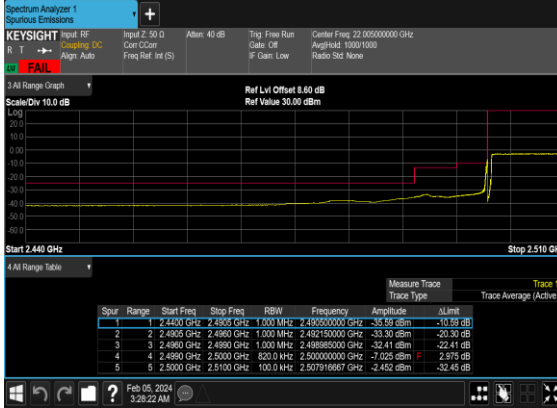 Spectrum Analyzer 1
Spurious Emissions
+
KEYSIGHT Input: RF Input Z: 50 Ω Atten: 40 dB Trig: Free Run Center Freq: 22.005000000 GHz
R T Coupling: DC Corr CCorr Gate: Off Avg|Hold: 1000/1000
Align: Auto Freq Ref: Int (S) IF Gain: Low Radio Std: None
FAIL
3 All Range Graph
Ref Lvl Offset 8.60 dB
Scale/Div 10.0 dB Ref Value 30.00 dBm
Log
20.0
10.0
0.00
-10.0
-20.0
-30.0
-40.0
-50.0
-60.0
Start 2.440 GHz Stop 2.510 GH
4 All Range Table
Measure Trace Trace 1
Trace Type Trace Average (Active
Spur Range Start Freq Stop Freq RBW Frequency Amplitude ΔLimit
1 1 2.4400 GHz 2.4905 GHz 1.000 MHz 2.490500000 GHz -35.59 dBm -10.59 dB
2 2 2.4905 GHz 2.4960 GHz 1.000 MHz 2.492150000 GHz -33.30 dBm -20.30 dB
3 3 2.4960 GHz 2.4990 GHz 1.000 MHz 2.498985000 GHz -32.41 dBm -22.41 dB
4 4 2.4990 GHz 2.5000 GHz 820.0 kHz 2.500000000 GHz -7.025 dBm F 2.975 dB
5 5 2.5000 GHz 2.5100 GHz 100.0 kHz 2.507916667 GHz -2.452 dBm -32.45 dB
? Feb 05, 2024
3:28:22 AM